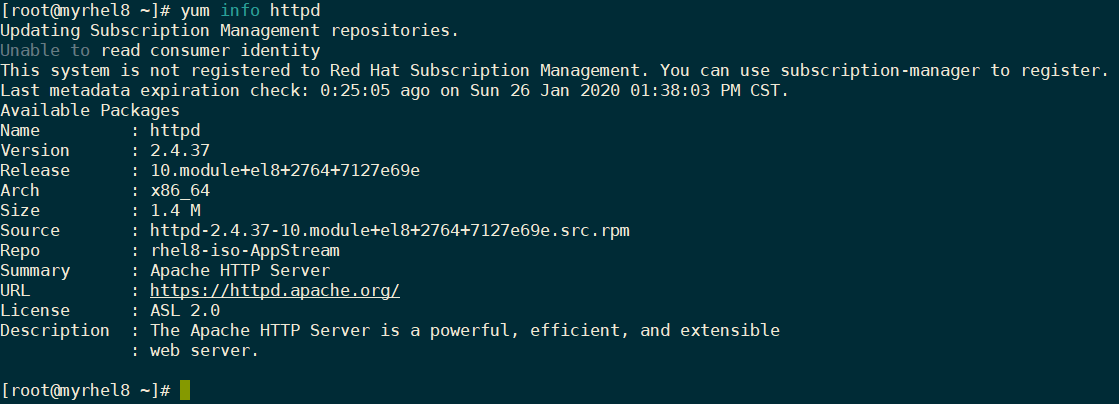 [root@myrhel8 ~]# yum info httpd
Updating Subscription Management repositories.
Unable to read consumer identity
This system is not registered to Red Hat Subscription Management. You can use subscription-manager to register.
Last metadata expiration check: 0:25:05 ago on Sun 26 Jan 2020 01:38:03 PM CST.
Available Packages
Name         : httpd
Version      : 2.4.37
Release      : 10.module+el8+2764+7127e69e
Arch         : x86_64
Size         : 1.4 M
Source       : httpd-2.4.37-10.module+el8+2764+7127e69e.src.rpm
Repo         : rhel8-iso-AppStream
Summary      : Apache HTTP Server
URL          : https://httpd.apache.org/
License      : ASL 2.0
Description  : The Apache HTTP Server is a powerful, efficient, and extensible
             : web server.
[root@myrhel8 ~]#